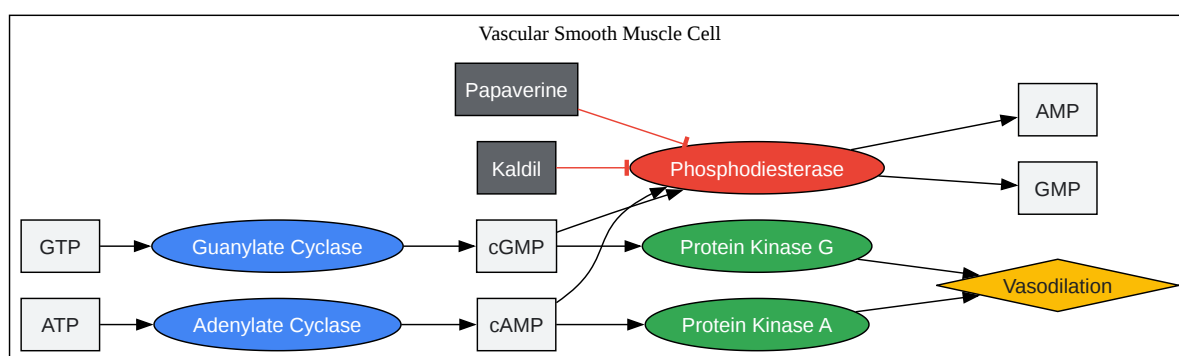 Vascular Smooth Muscle Cell
Papaverine
AMP
Kaldil
Phosphodiesterase
GMP
GTP
Guanylate Cyclase
cGMP
Protein Kinase G
Vasodilation
ATP
Adenylate Cyclase
cAMP
Protein Kinase A